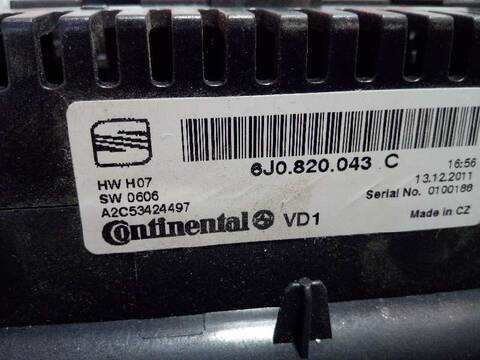 6J0.820.043 C
HW H07
SW 0606
A2C53424497
16:56
13.12.2011
Serial No. 0100188
Continental VD1
Made in CZ